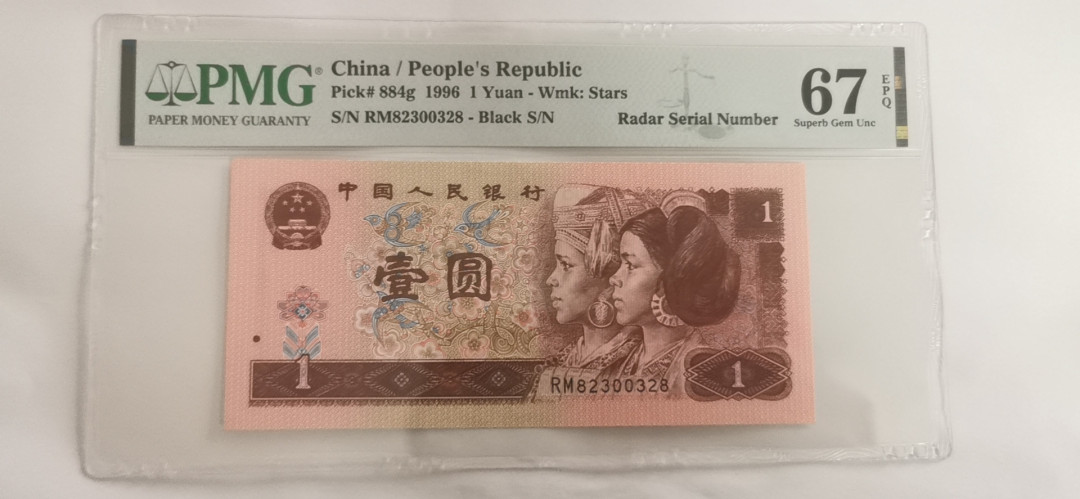 PMG®
PAPER MONEY GUARANTY
China / People's Republic
Pick# 884g 1996 1 Yuan - Wmk: Stars
S/N RM82300328 - Black S/N
Radar Serial Number
67
EPQ
Superb Gem Unc
中国人民银行
1
壹圆
1
RM82300328
1